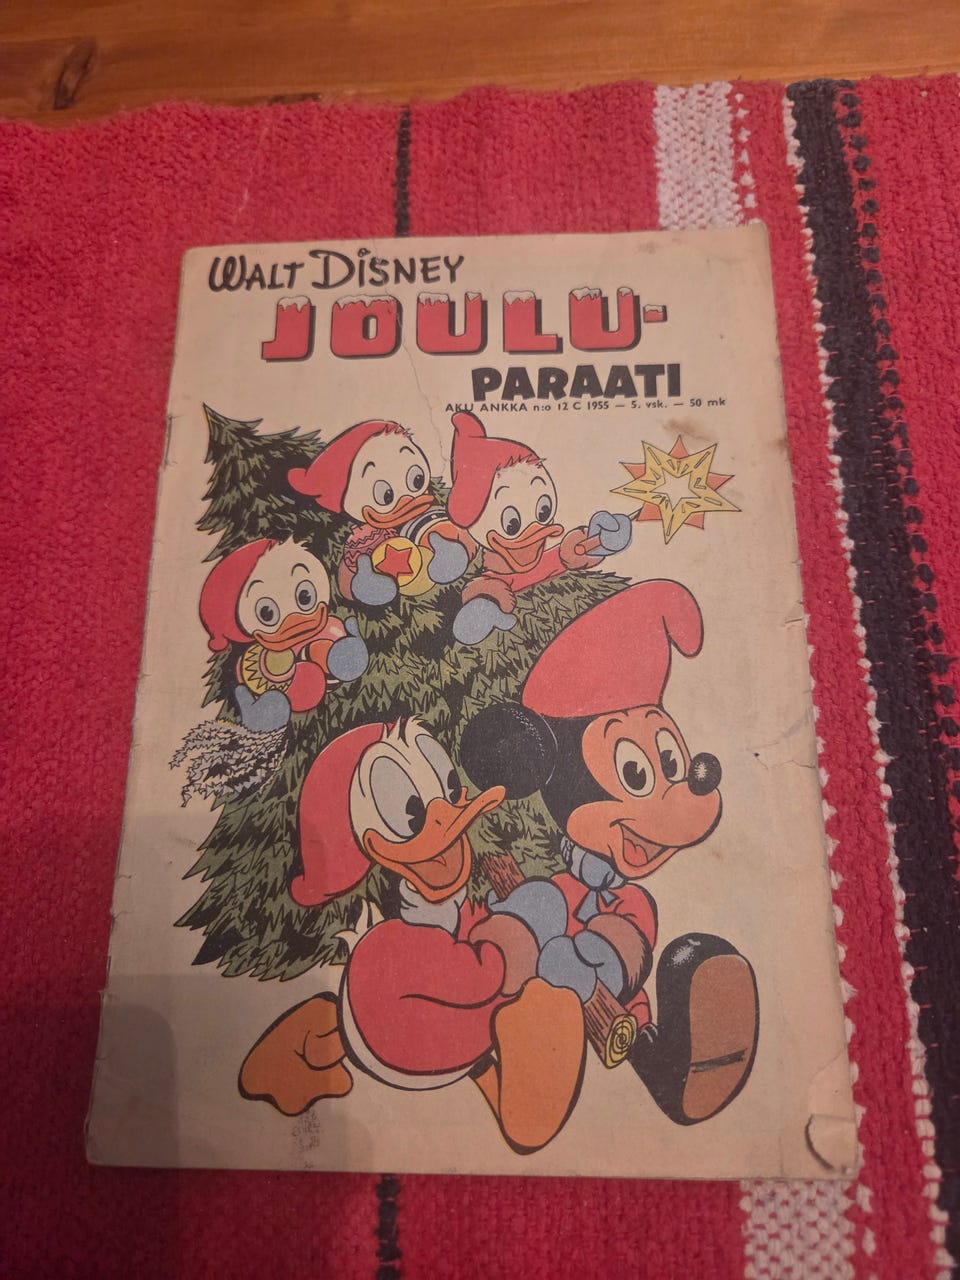 WALT DISNEY
JOULU-
PARAATI
AKU ANKKA n:o 12 C 1955 — 5. vsk. — 50 mk